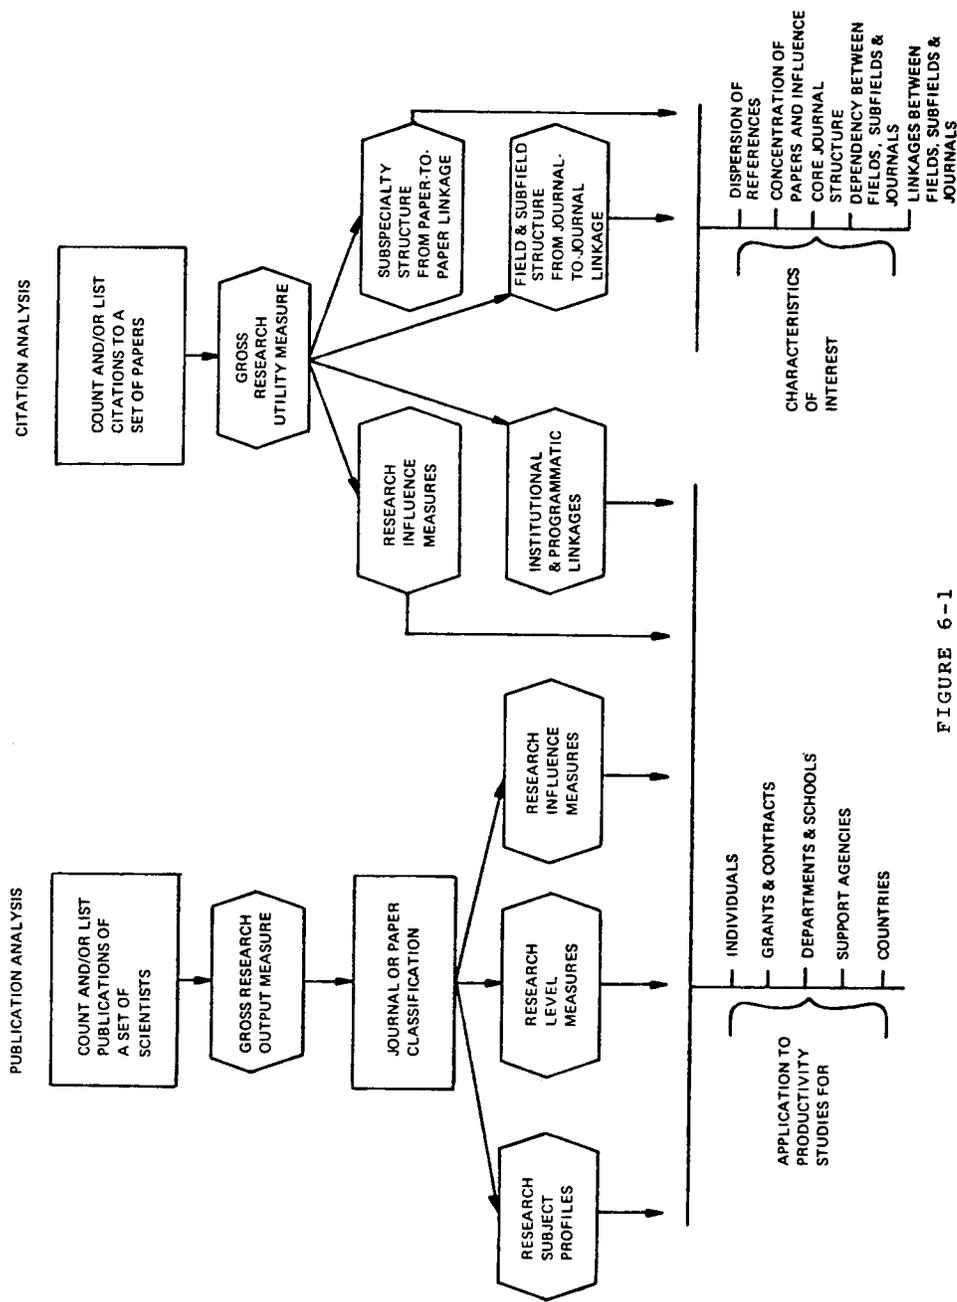 PUBLICATION ANALYSIS
COUNT AND/OR LIST
PUBLICATIONS OF
A SET OF
SCIENTISTS
GROSS RESEARCH
OUTPUT MEASURE
JOURNAL OR PAPER
CLASSIFICATION
RESEARCH
SUBJECT
PROFILES
RESEARCH
LEVEL
MEASURES
RESEARCH
INFLUENCE
MEASURES
APPLICATION TO
PRODUCTIVITY
STUDIES FOR
INDIVIDUALS
GRANTS & CONTRACTS
DEPARTMENTS & SCHOOLS
SUPPORT AGENCIES
COUNTRIES
CITATION ANALYSIS
COUNT AND/OR LIST
CITATIONS TO A
SET OF PAPERS
GROSS
RESEARCH
UTILITY MEASURE
RESEARCH
INFLUENCE
MEASURES
SUBSPECIALTY
STRUCTURE
FROM PAPER-TO-
PAPER LINKAGE
INSTITUTIONAL
& PROGRAMMATIC
LINKAGES
FIELD & SUBFIELD
STRUCTURE
FROM JOURNAL-
TO-JOURNAL
LINKAGE
CHARACTERISTICS
OF
INTEREST
DISPERSION OF
REFERENCES
CONCENTRATION OF
PAPERS AND INFLUENCE
CORE JOURNAL
STRUCTURE
DEPENDENCY BETWEEN
FIELDS, SUBFIELDS &
JOURNALS
LINKAGES BETWEEN
FIELDS, SUBFIELDS &
JOURNALS
FIGURE 6-1